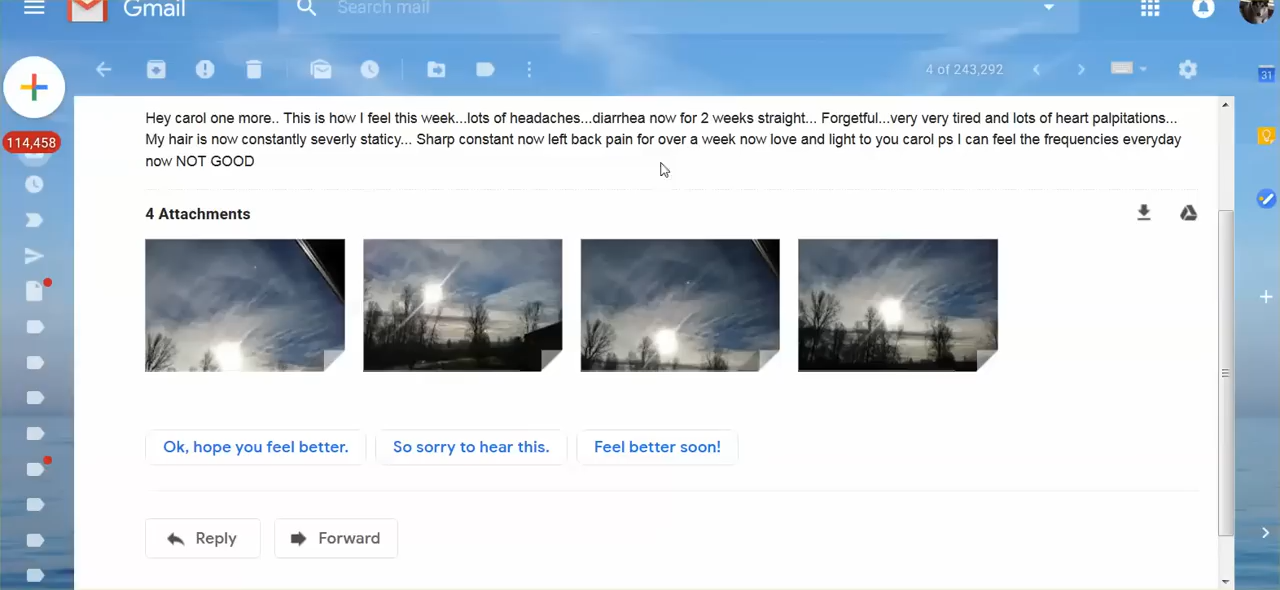 Gmail
Search mail
4 of 243,292
31
114,458
Hey carol one more.. This is how I feel this week...lots of headaches...diarrhea now for 2 weeks straight... Forgetful...very very tired and lots of heart palpitations...
My hair is now constantly severly staticy... Sharp constant now left back pain for over a week now love and light to you carol ps I can feel the frequencies everyday
now NOT GOOD
4 Attachments
Ok, hope you feel better.
So sorry to hear this.
Feel better soon!
Reply
Forward